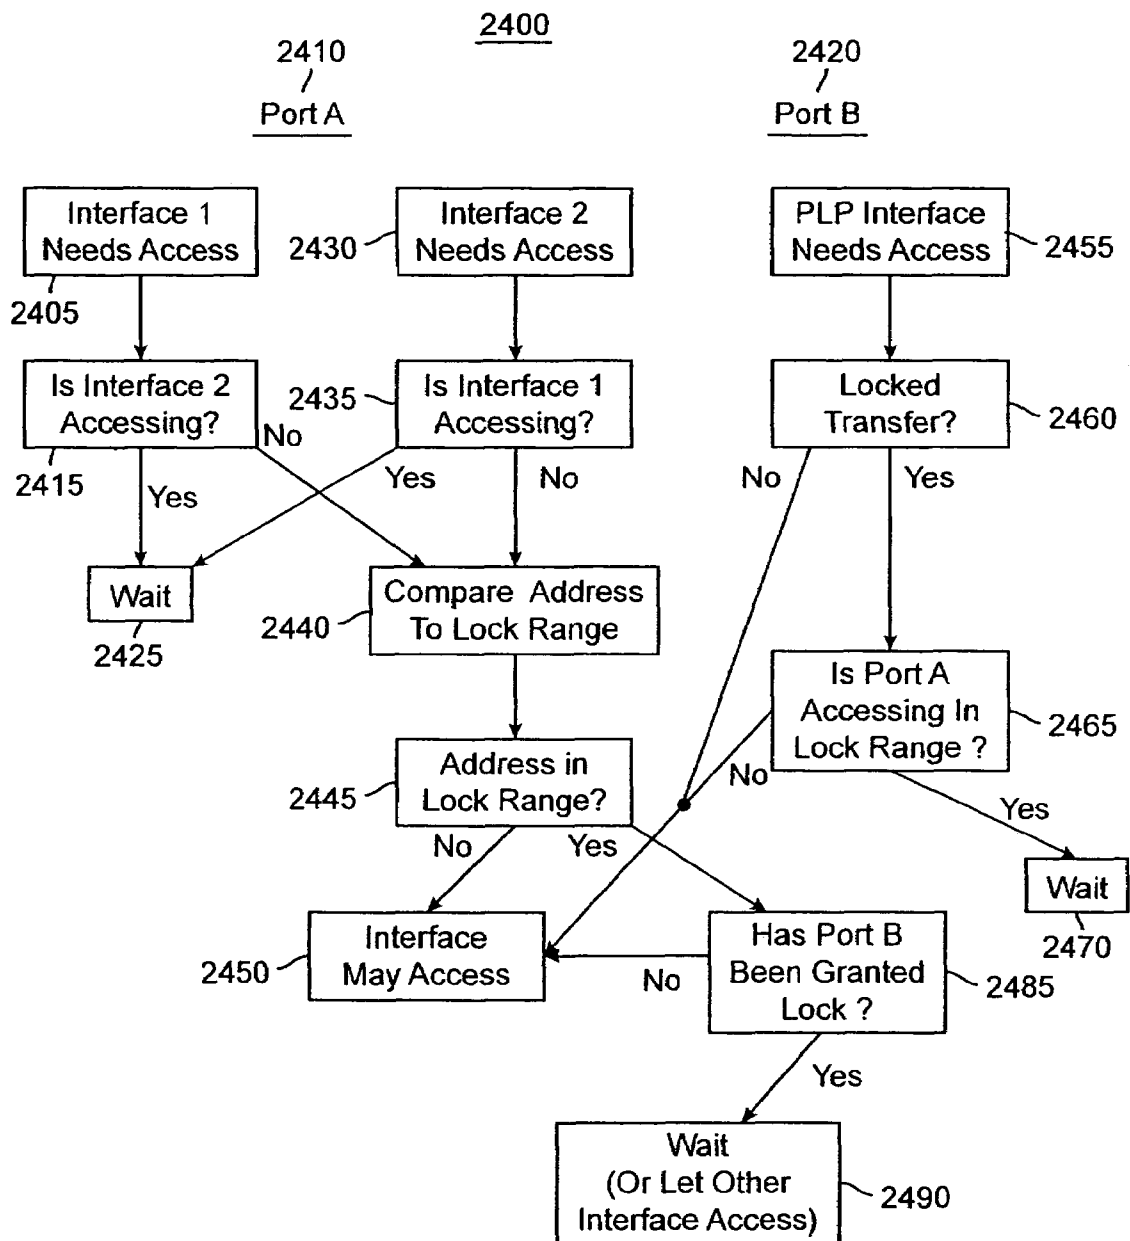 2400
2410
2420
Port A
Port B
Interface 1
Needs Access
2405
2430
Interface 2
Needs Access
PLP Interface
Needs Access
2455
Is Interface 2
Accessing?
2415
No
Yes
2435
Is Interface 1
Accessing?
Yes
No
Locked
Transfer?
2460
No
Yes
Wait
2425
2440
Compare Address
To Lock Range
Is Port A
Accessing In
Lock Range ?
2465
No
Yes
2445
Address in
Lock Range?
No
Yes
Wait
2470
2450
Interface
May Access
Has Port B
Been Granted
Lock ?
2485
No
Yes
Wait
(Or Let Other
Interface Access)
2490